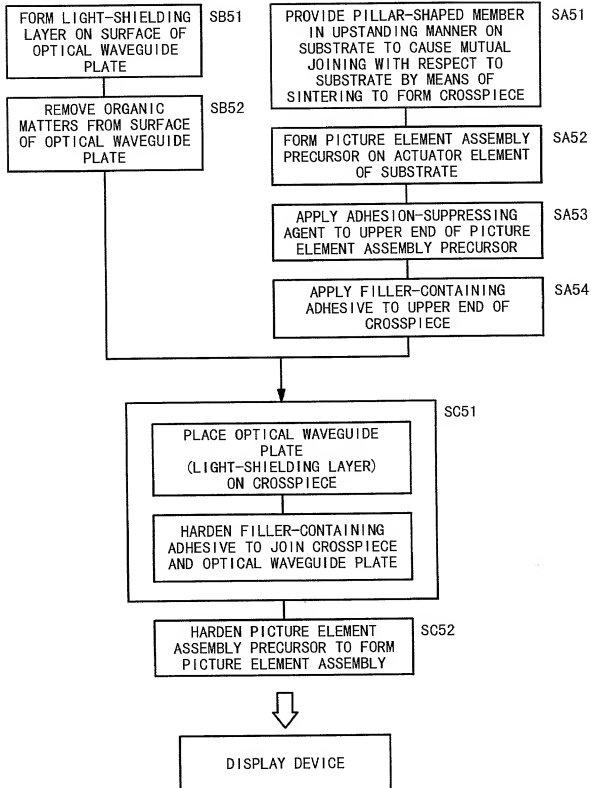 FORM LIGHT-SHIELDING
LAYER ON SURFACE OF
OPTICAL WAVEGUIDE
PLATE
SB51
REMOVE ORGANIC
MATTERS FROM SURFACE
OF OPTICAL WAVEGUIDE
PLATE
SB52
PROVIDE PILLAR-SHAPED MEMBER
IN UPSTANDING MANNER ON
SUBSTRATE TO CAUSE MUTUAL
JOINING WITH RESPECT TO
SUBSTRATE BY MEANS OF
SINTERING TO FORM CROSSPIECE
SA51
FORM PICTURE ELEMENT ASSEMBLY
PRECURSOR ON ACTUATOR ELEMENT
OF SUBSTRATE
SA52
APPLY ADHESION-SUPPRESSING
AGENT TO UPPER END OF PICTURE
ELEMENT ASSEMBLY PRECURSOR
SA53
APPLY FILLER-CONTAINING
ADHESIVE TO UPPER END OF
CROSSPIECE
SA54
SC51
PLACE OPTICAL WAVEGUIDE
PLATE
(LIGHT-SHIELDING LAYER)
ON CROSSPIECE
HARDEN FILLER-CONTAINING
ADHESIVE TO JOIN CROSSPIECE
AND OPTICAL WAVEGUIDE PLATE
HARDEN PICTURE ELEMENT
ASSEMBLY PRECURSOR TO FORM
PICTURE ELEMENT ASSEMBLY
SC52
DISPLAY DEVICE